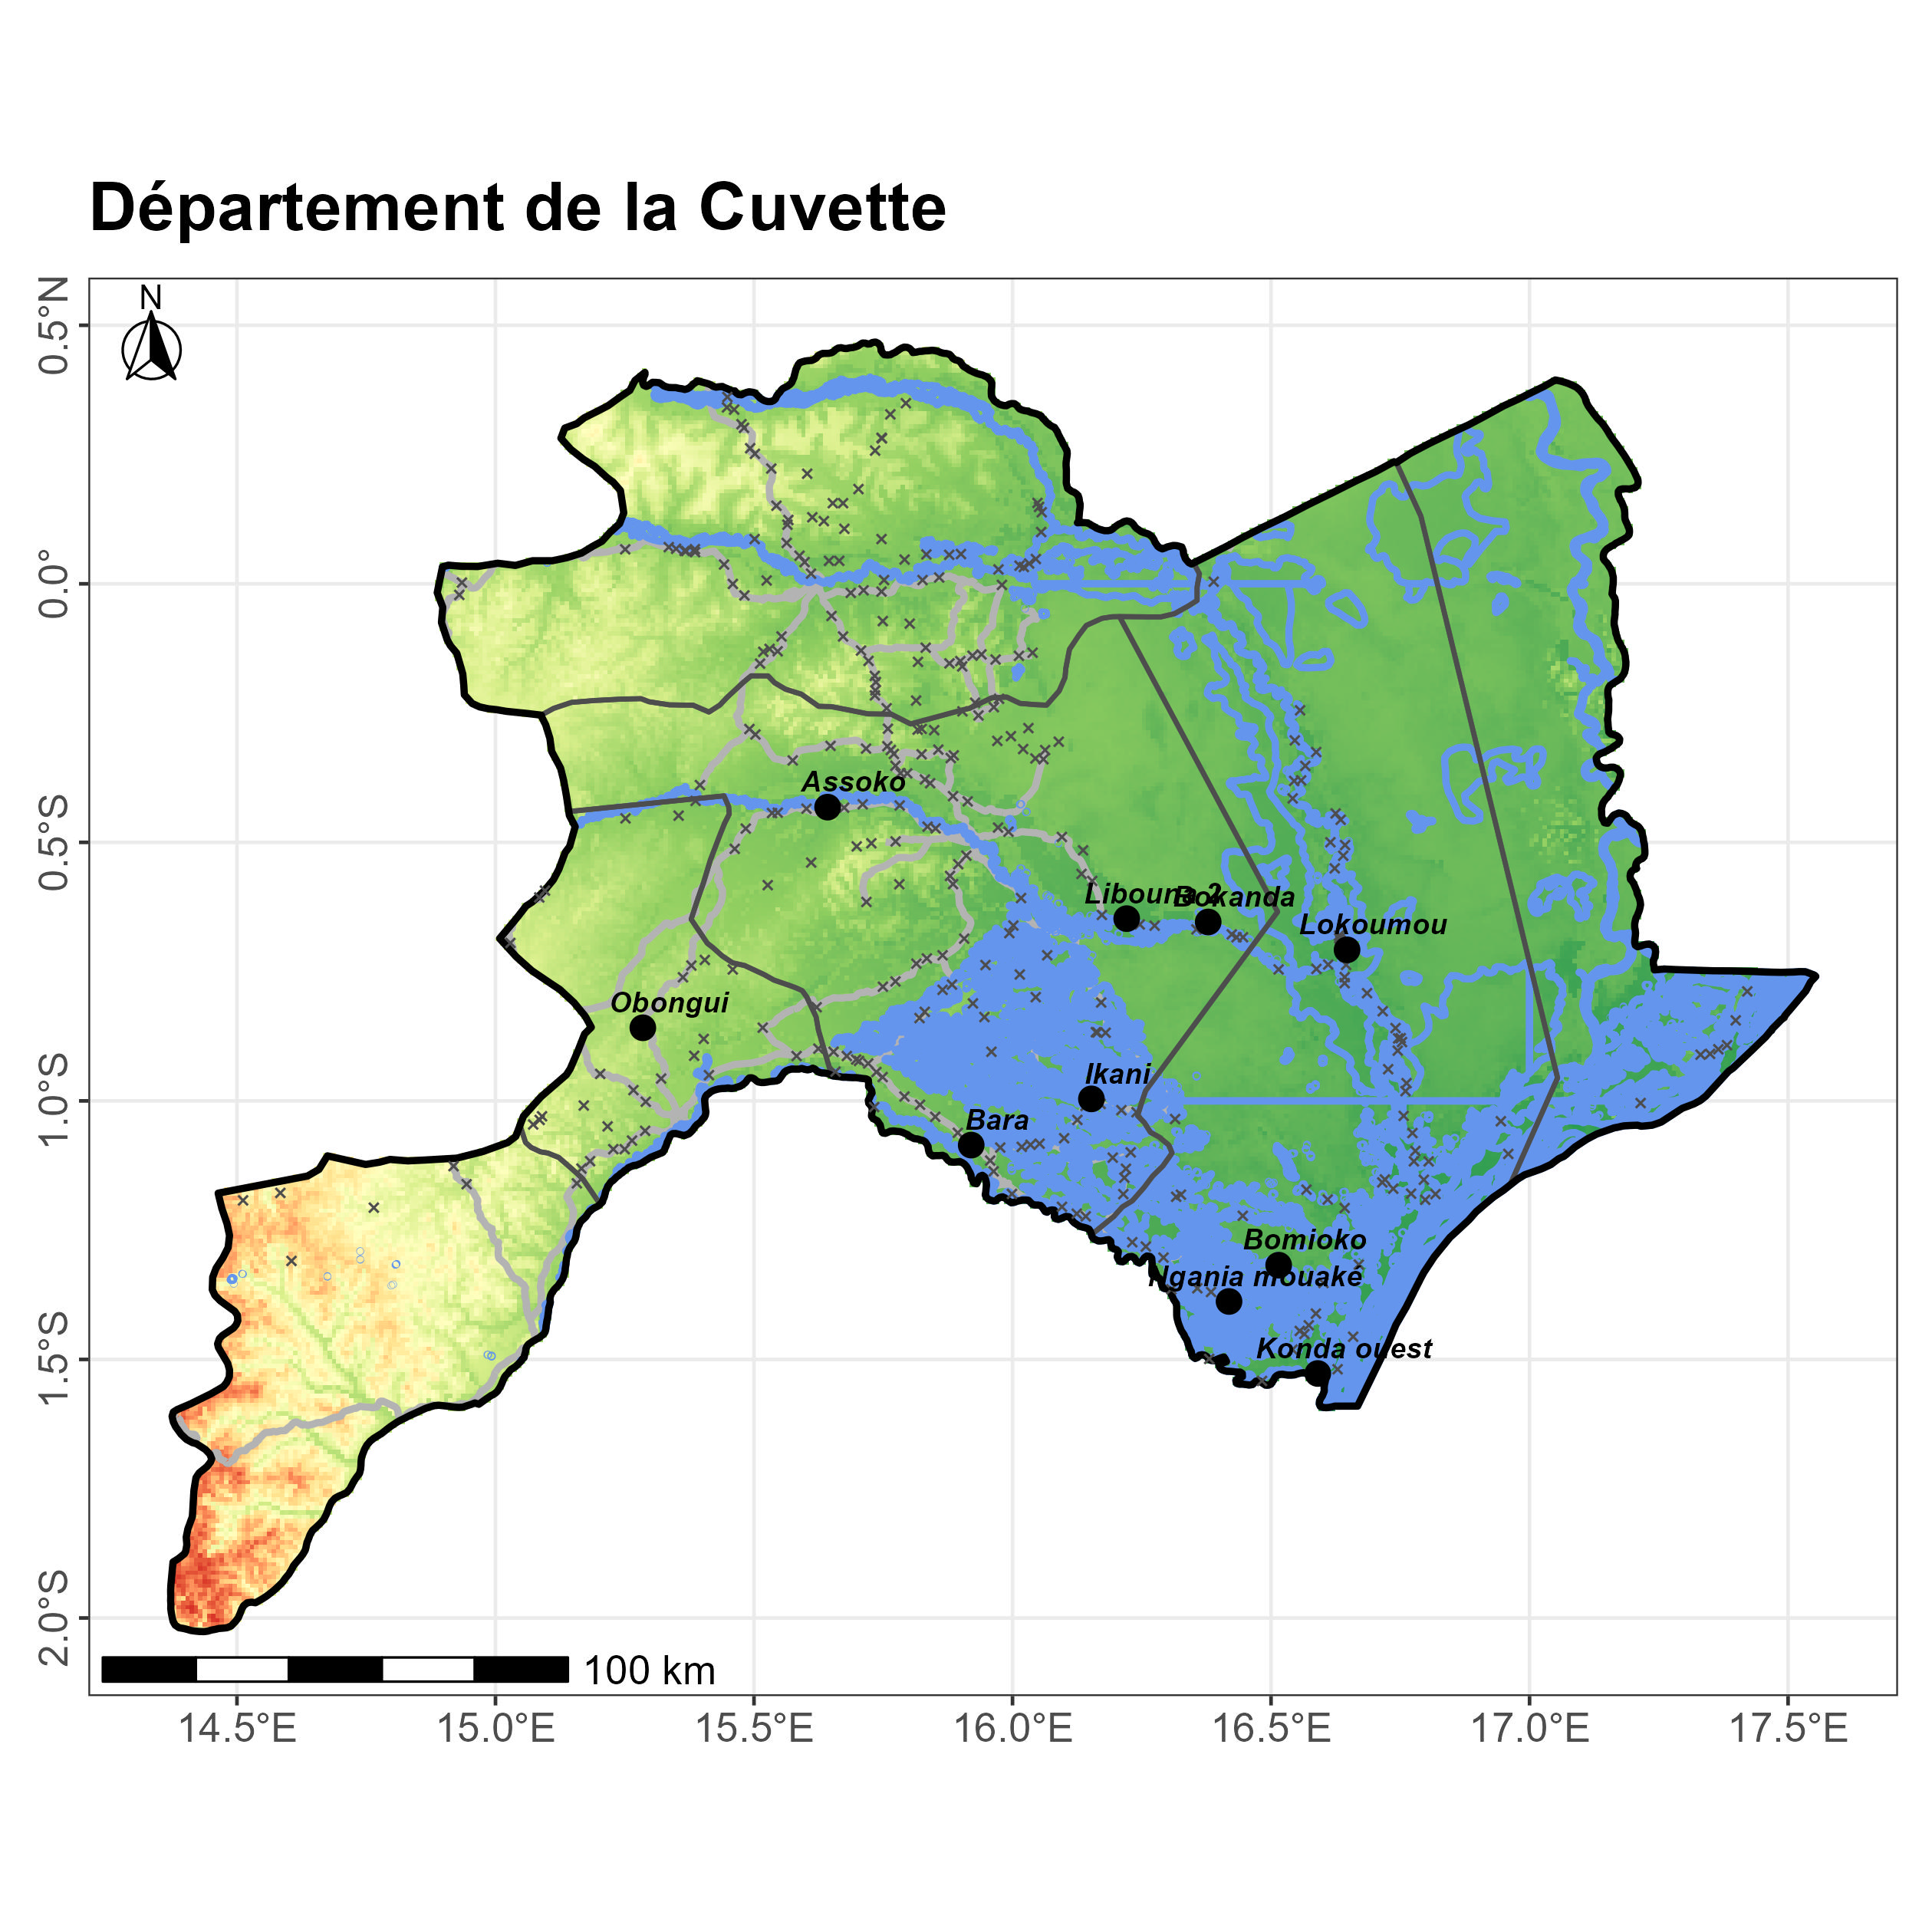 Département de la Cuvette
N
0.5°N
0.0°
0.5°S
1.0°S
1.5°S
2.0°S
Assoko
Libouna 2
Bokanda
Lokoumou
Obongui
Ikani
Bara
Bomioko
Ngania mouaké
Konda ouest
100 km
14.5°E
15.0°E
15.5°E
16.0°E
16.5°E
17.0°E
17.5°E